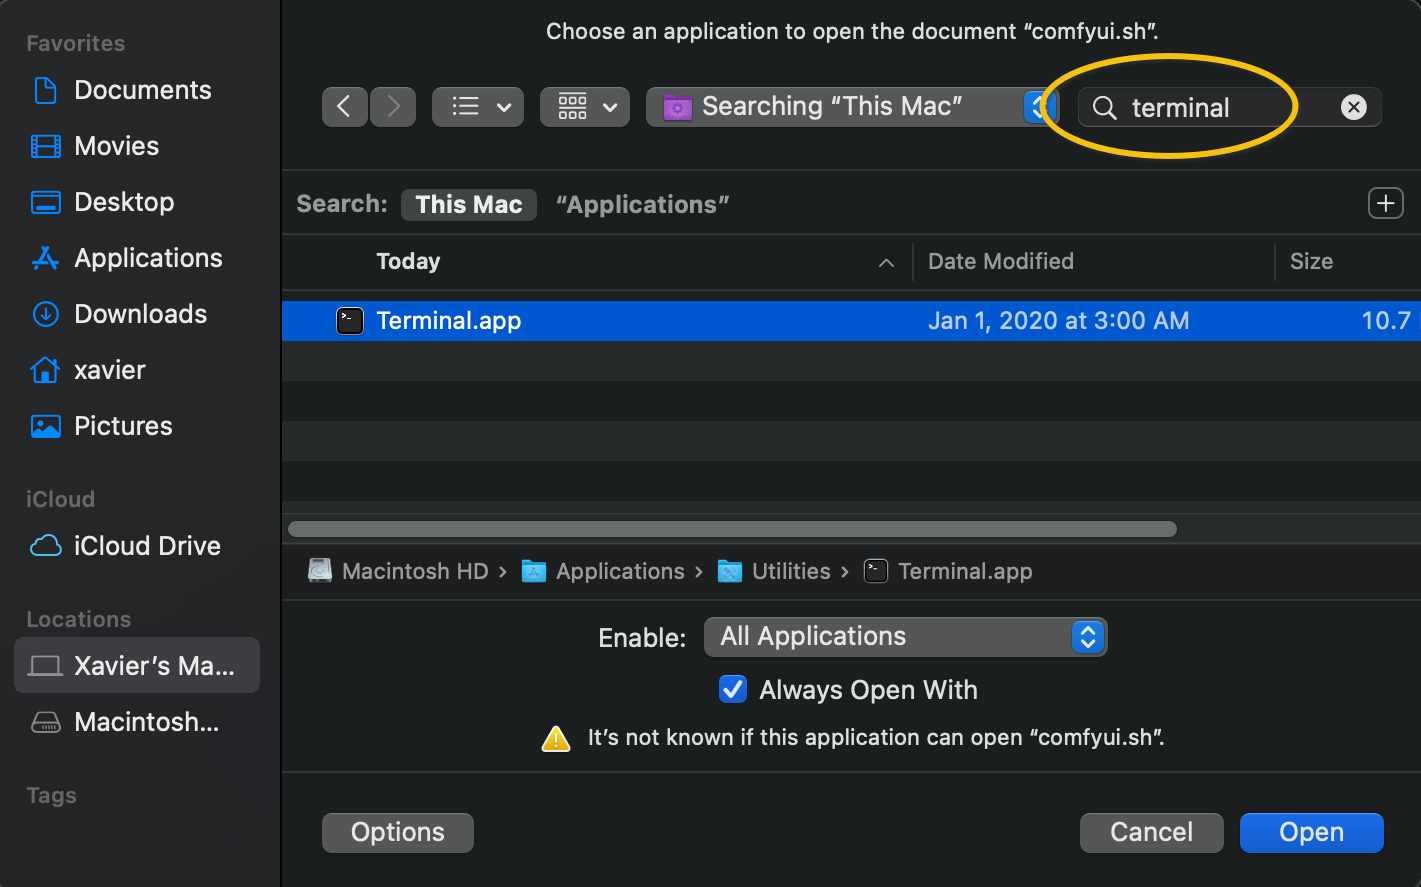 Favorites
Documents
Movies
Desktop
Applications
Downloads
xavier
Pictures
iCloud
iCloud Drive
Locations
Xavier’s Ma...
Macintosh...
Tags
Choose an application to open the document “comfyui.sh”.
Searching “This Mac”
terminal
Search: This Mac “Applications”
Today Date Modified Size
Terminal.app Jan 1, 2020 at 3:00 AM 10.7
Macintosh HD › Applications › Utilities › Terminal.app
Enable: All Applications
Always Open With
It’s not known if this application can open “comfyui.sh”.
Options Cancel Open